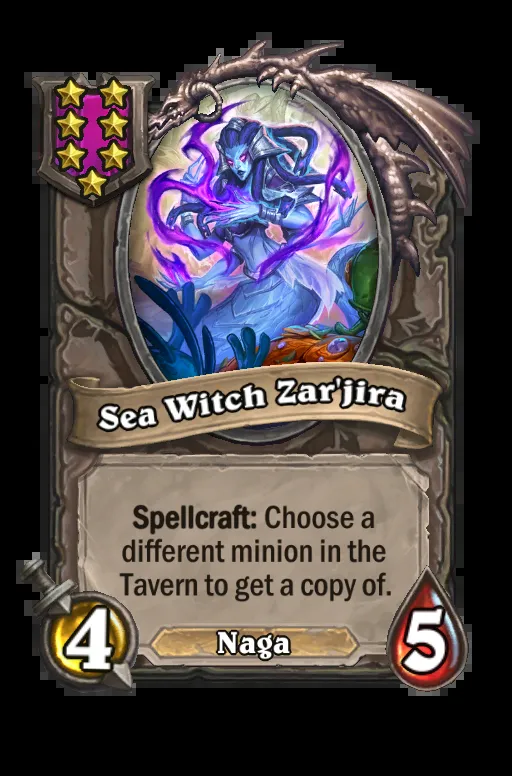 Sea Witch Zar'jira
Spellcraft: Choose a
different minion in the
Tavern to get a copy of.
4
Naga
5